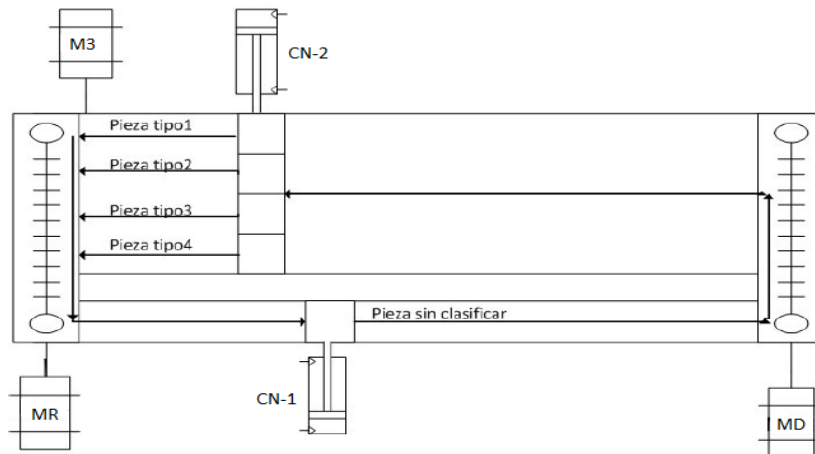 M3
CN-2
Pieza tipo1
Pieza tipo2
Pieza tipo3
Pieza tipo4
Pieza sin clasificar
CN-1
MR
MD